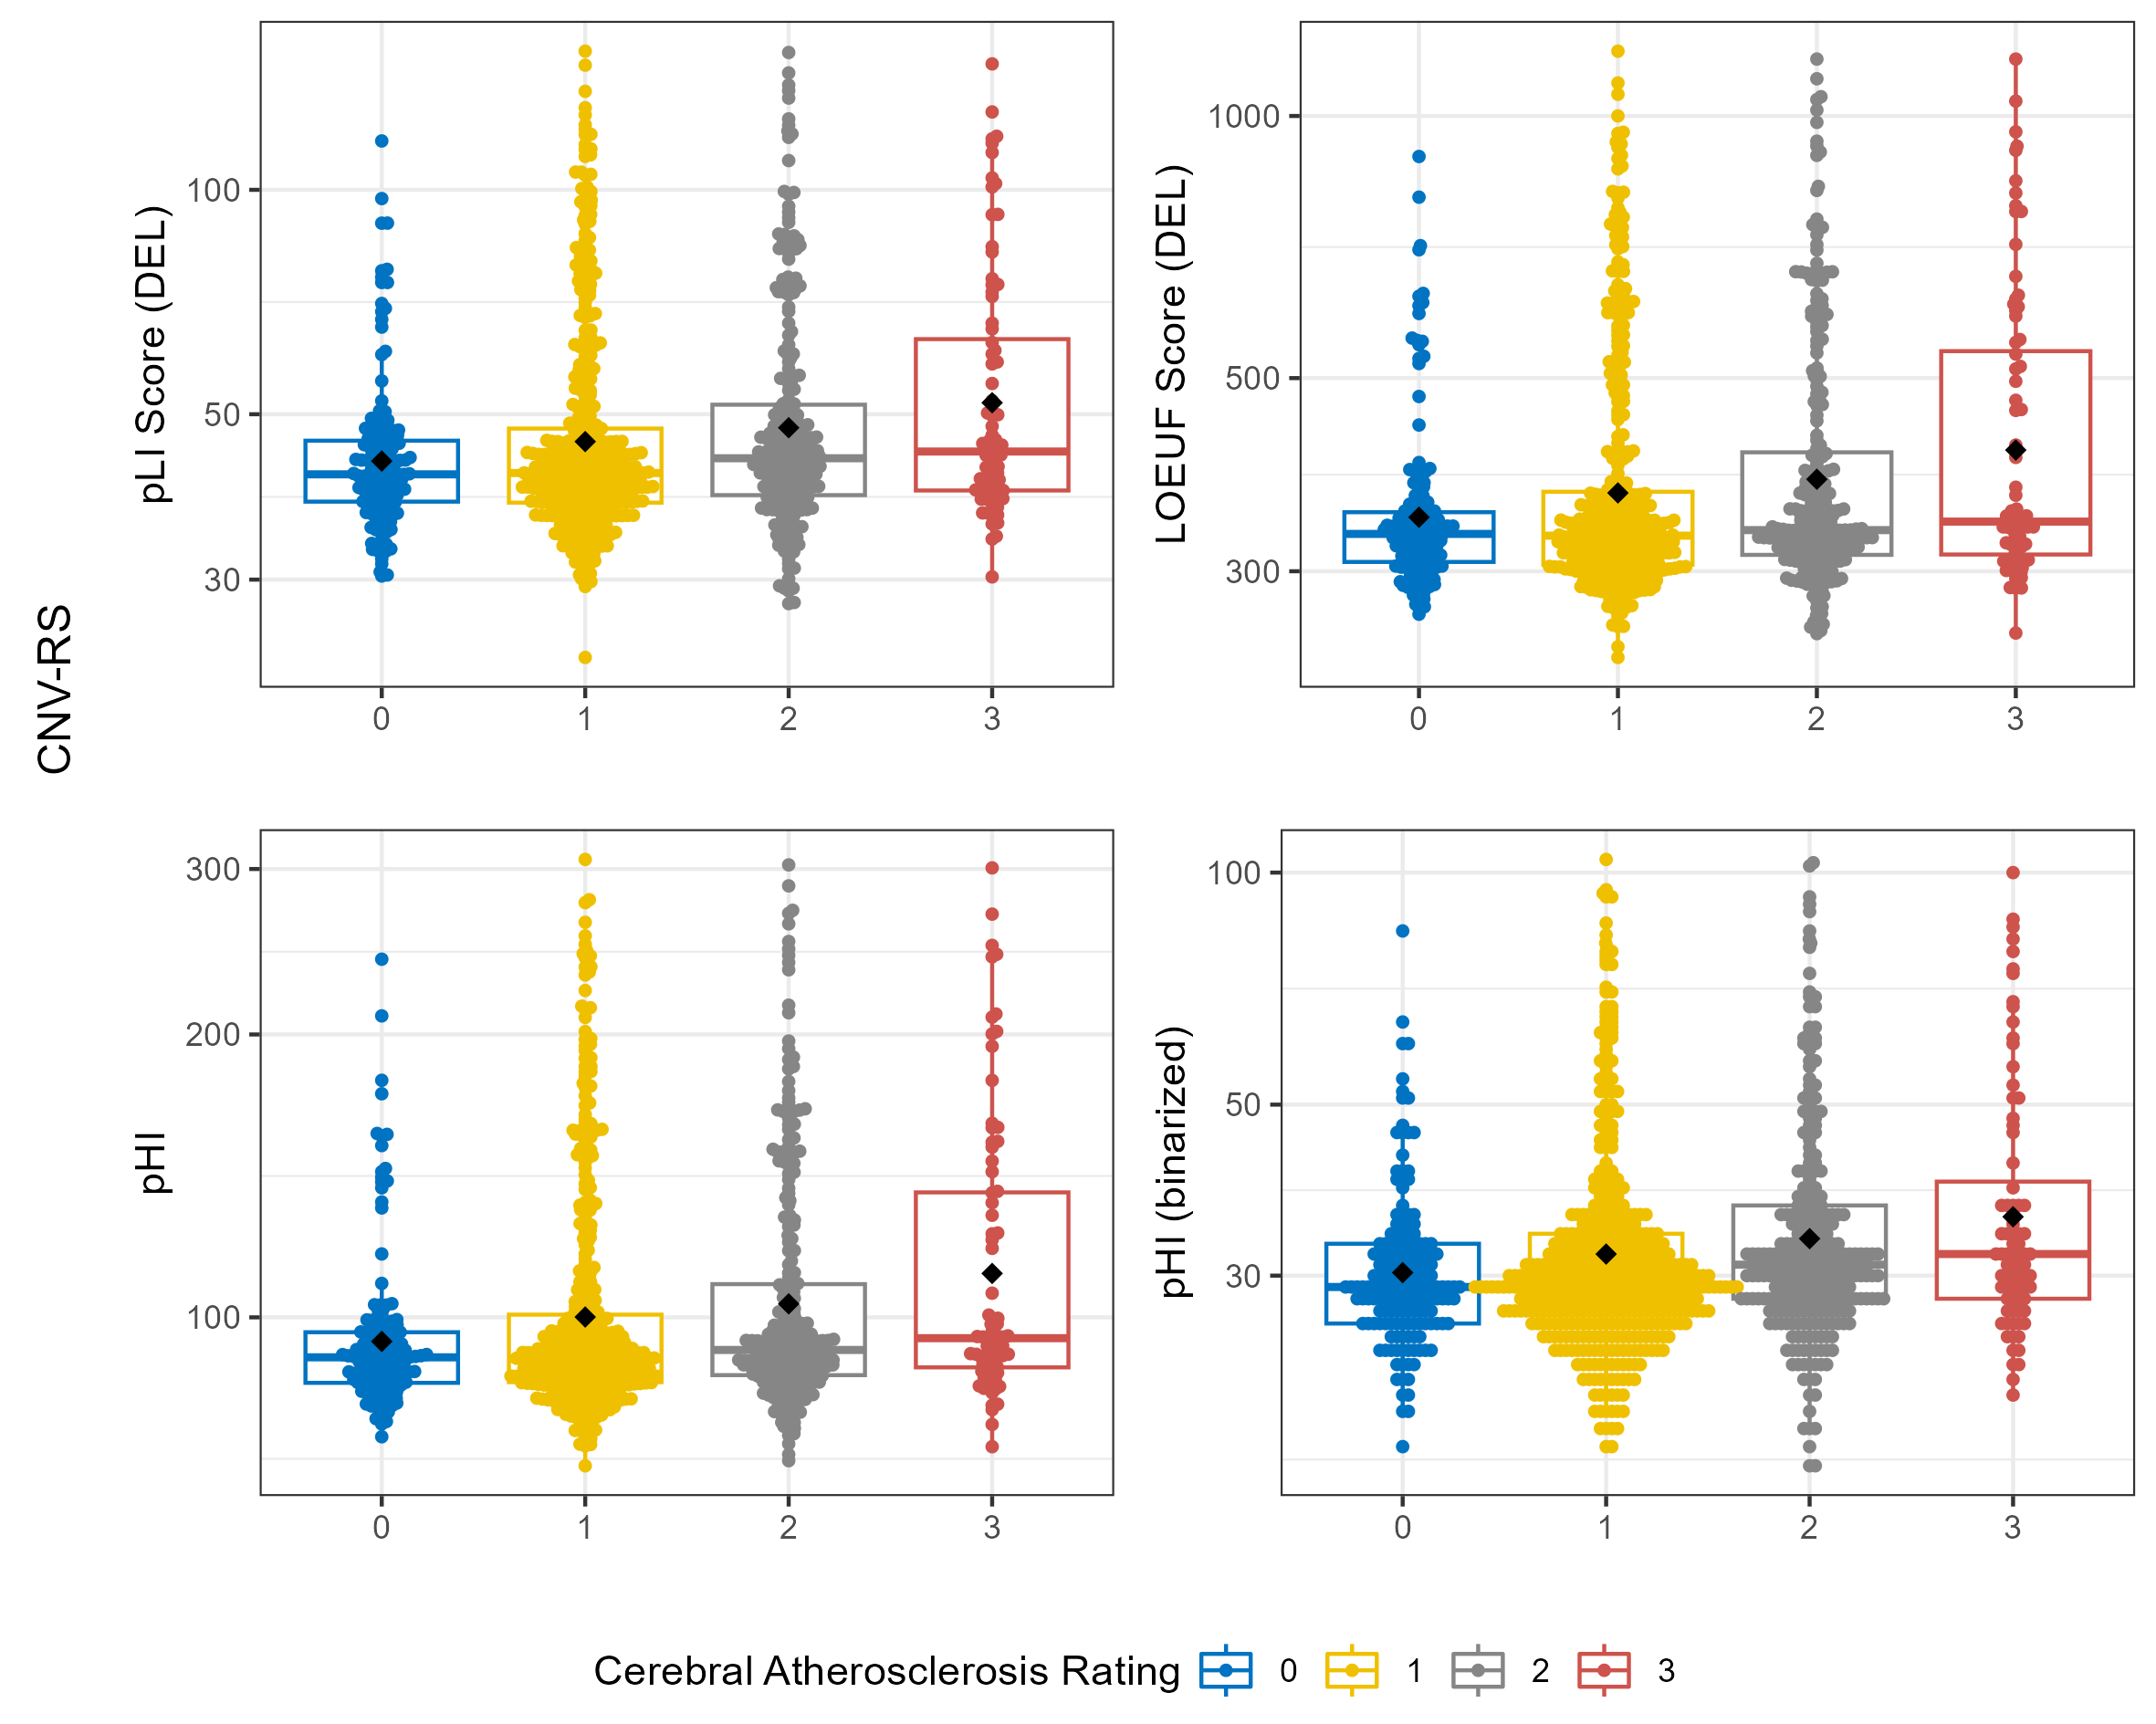 CNV-RS
pLI Score (DEL)
100
50
30
0 1 2 3
LOEUF Score (DEL)
1000
500
300
0 1 2 3
pHI
300
200
100
0 1 2 3
pHI (binarized)
100
50
30
0 1 2 3
Cerebral Atherosclerosis Rating 0 1 2 3